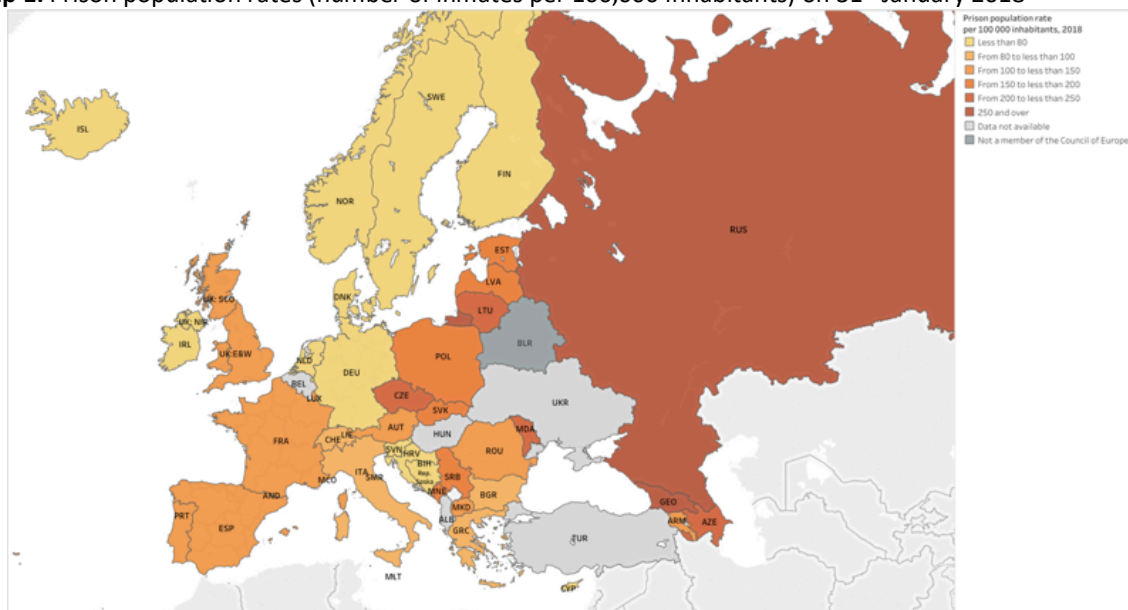 p 1. Prison population rates (number of inmates per 100,000 inhabitants) on 31 January 2018
Prison population rate
per 100 000 inhabitants, 2018
Less than 80
From 80 to less than 100
From 100 to less than 150
From 150 to less than 200
From 200 to less than 250
250 and over
Data not available
Not a member of the Council of Europe
ISL
SWE
FIN
NOR
RUS
EST
LVA
UK: SCO
DNK
LTU
UK: NIR
IRL
BLR
UK:E&W
NLD
POL
DEU
BEL
CZE
LUX
UKR
SVK
AUT
MDA
HUN
FRA
CHE
LIE
SVN
HRV
ROU
BIH
Rep.
Srpska
ITA
SMR
SRB
MCO
MNE
BGR
AND
MKD
GEO
PRT
ESP
ALB
ARM
AZE
GRC
TUR
MLT
CYP